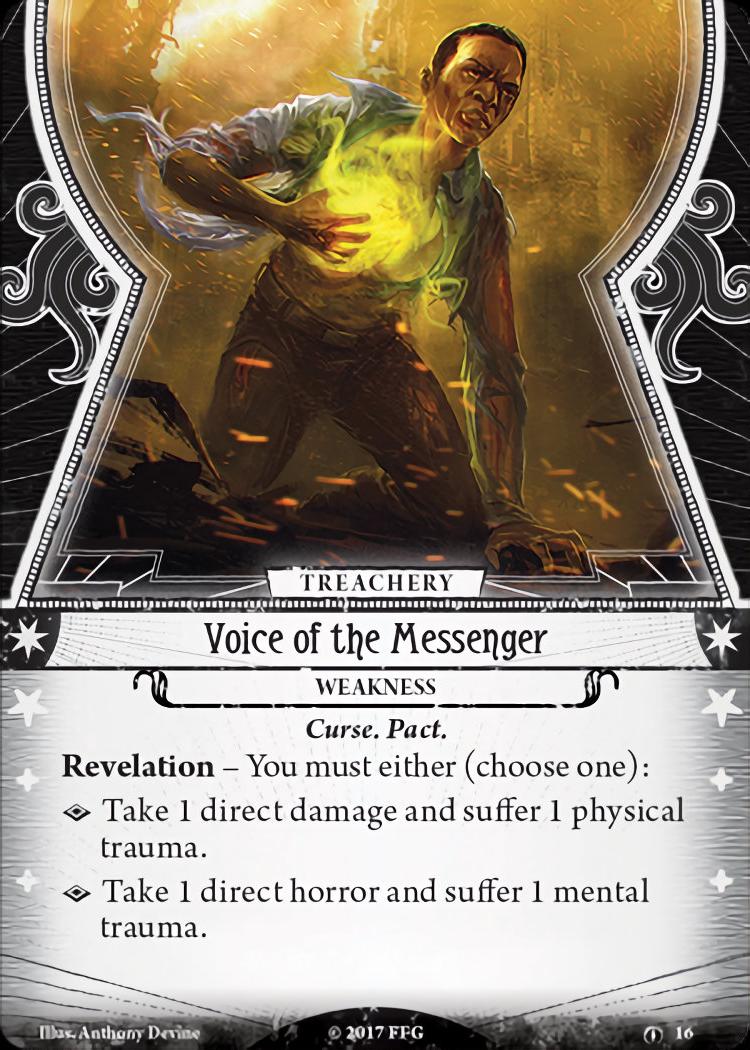 TREACHERY
Voice of the Messenger
WEAKNESS
Curse. Pact.
Revelation – You must either (choose one):
Take 1 direct damage and suffer 1 physical
trauma.
Take 1 direct horror and suffer 1 mental
trauma.
Illus. Anthony Devine © 2017 FFG 16